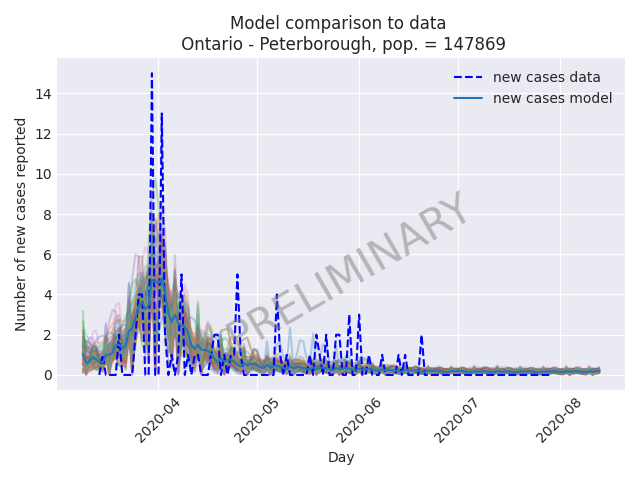 Model comparison to data
Ontario - Peterborough, pop. = 147869
new cases data
new cases model
Number of new cases reported
14
12
10
8
6
4
2
0
PRELIMINARY
2020-04
2020-05
2020-06
2020-07
2020-08
Day